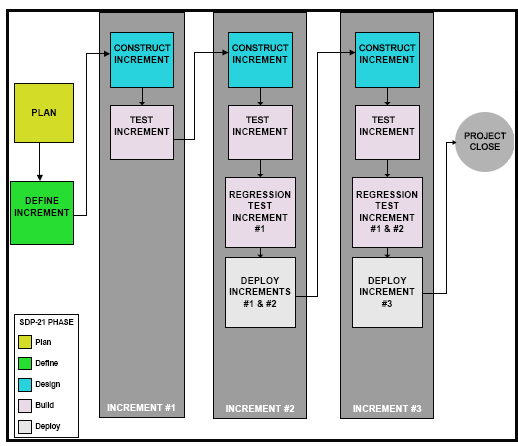 PLAN
DEFINE
INCREMENT
CONSTRUCT
INCREMENT
TEST
INCREMENT
INCREMENT #1
CONSTRUCT
INCREMENT
TEST
INCREMENT
REGRESSION
TEST
INCREMENT
#1
DEPLOY
INCREMENTS
#1 & #2
INCREMENT #2
CONSTRUCT
INCREMENT
TEST
INCREMENT
REGRESSION
TEST
INCREMENT
#1 & #2
DEPLOY
INCREMENT
#3
INCREMENT #3
PROJECT
CLOSE
SDP-21 PHASE
Plan
Define
Design
Build
Deploy